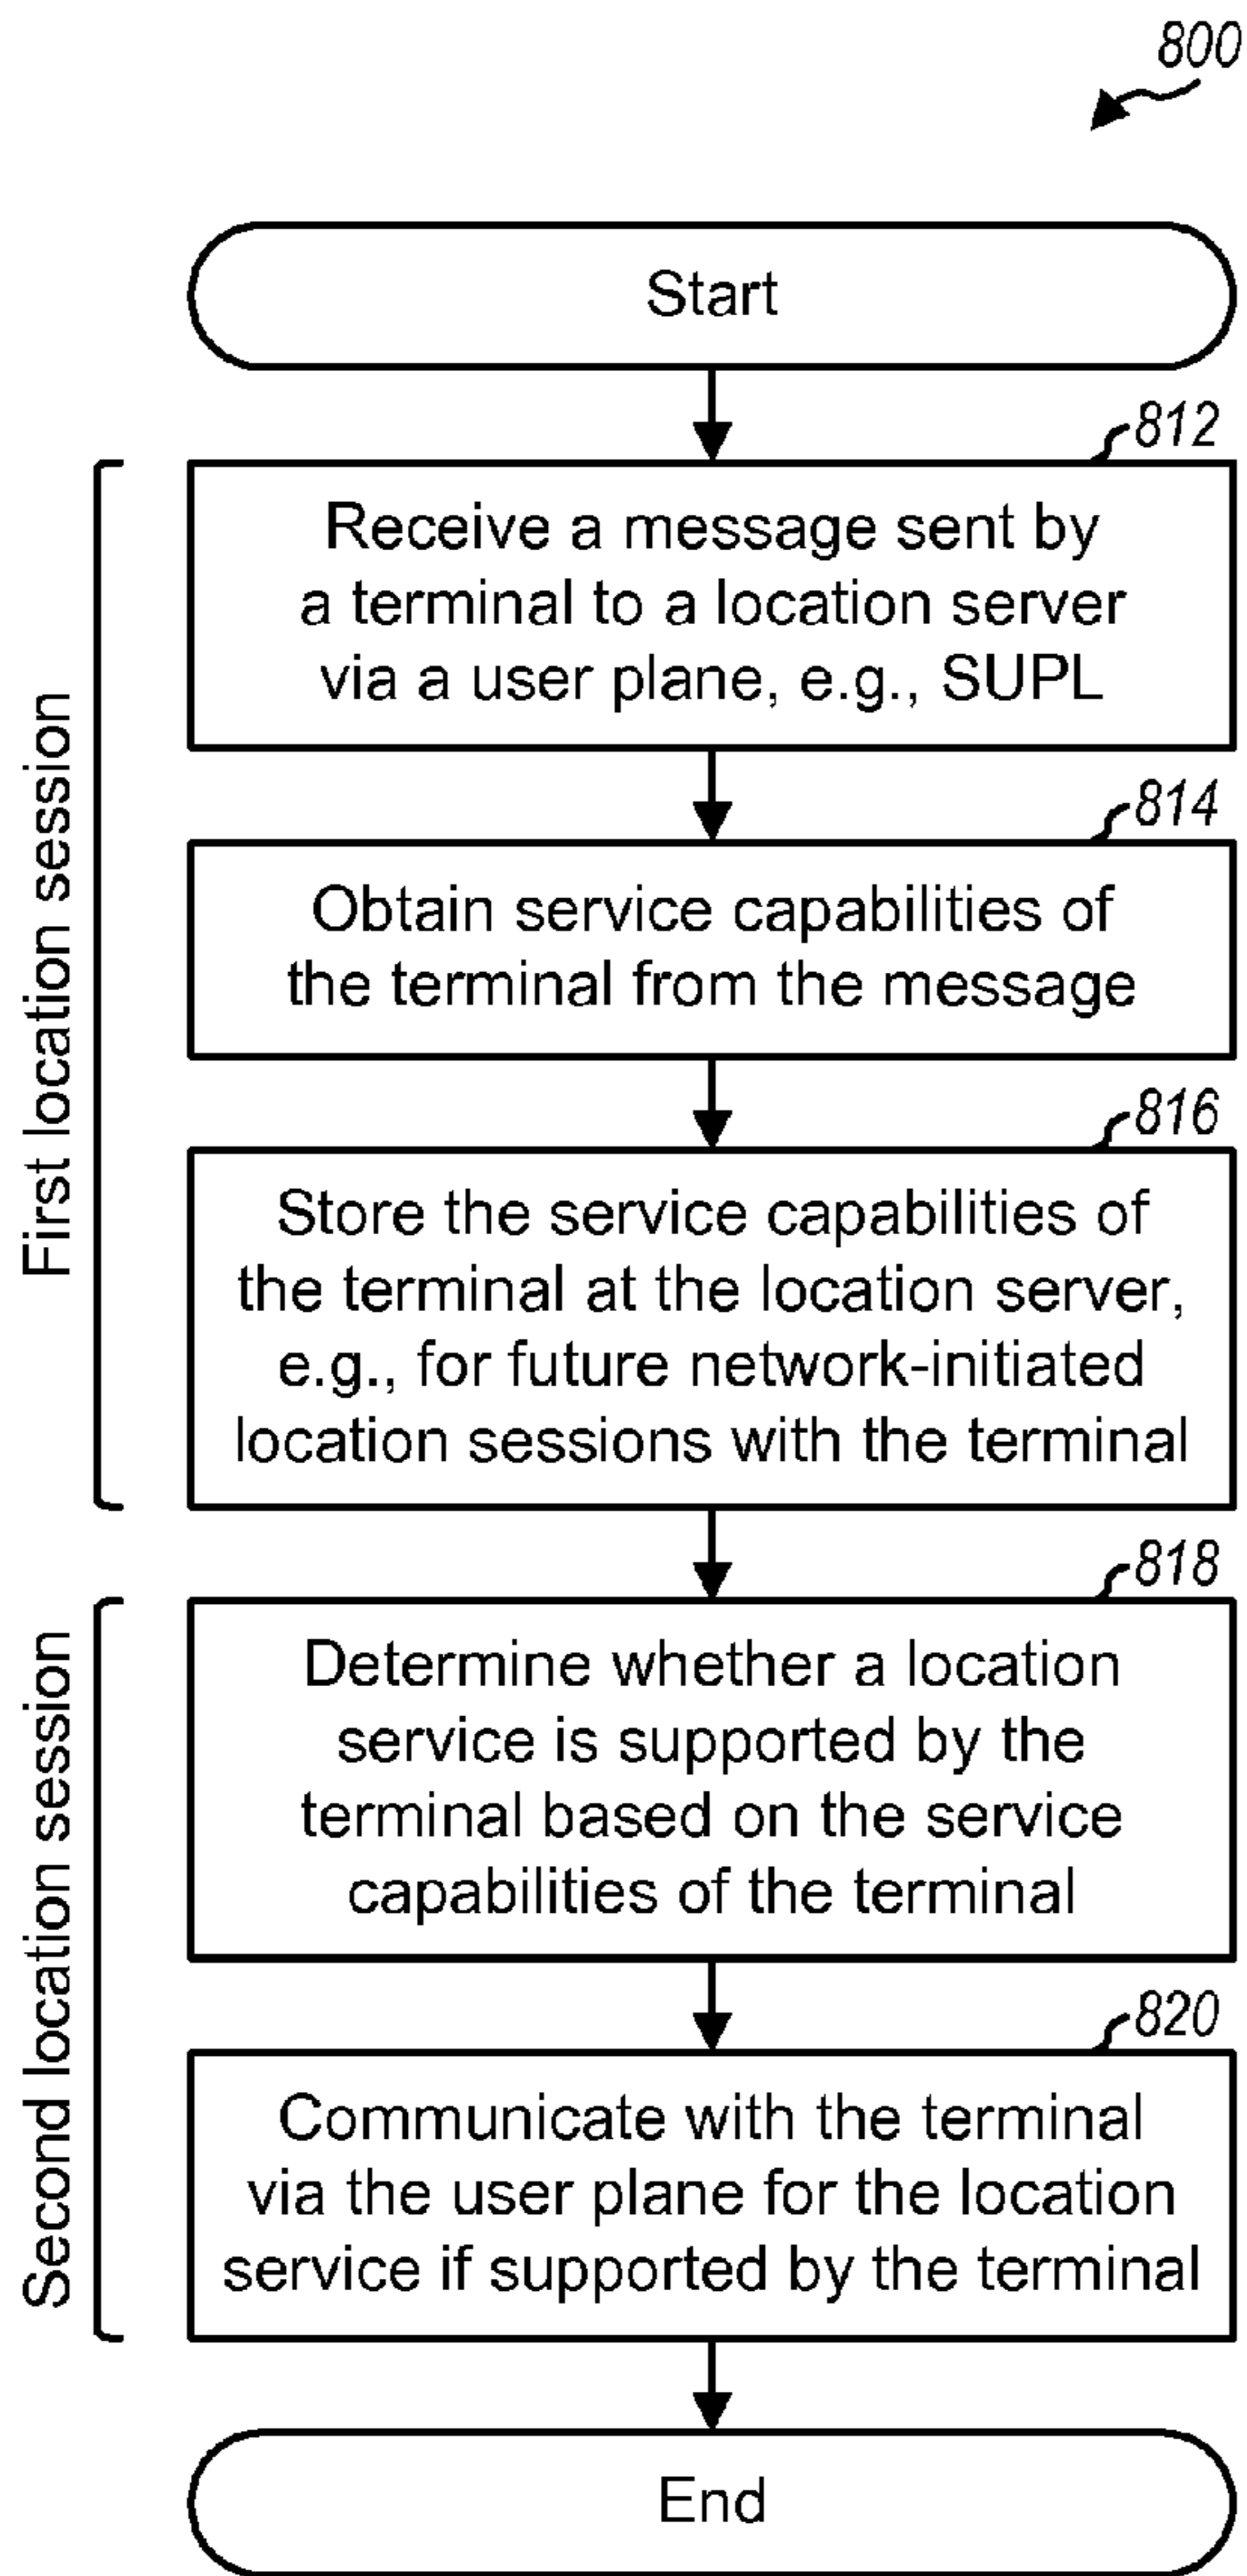 800
Start
First location session
812
Receive a message sent by
a terminal to a location server
via a user plane, e.g., SUPL
814
Obtain service capabilities of
the terminal from the message
816
Store the service capabilities of
the terminal at the location server,
e.g., for future network-initiated
location sessions with the terminal
Second location session
818
Determine whether a location
service is supported by the
terminal based on the service
capabilities of the terminal
820
Communicate with the terminal
via the user plane for the location
service if supported by the terminal
End